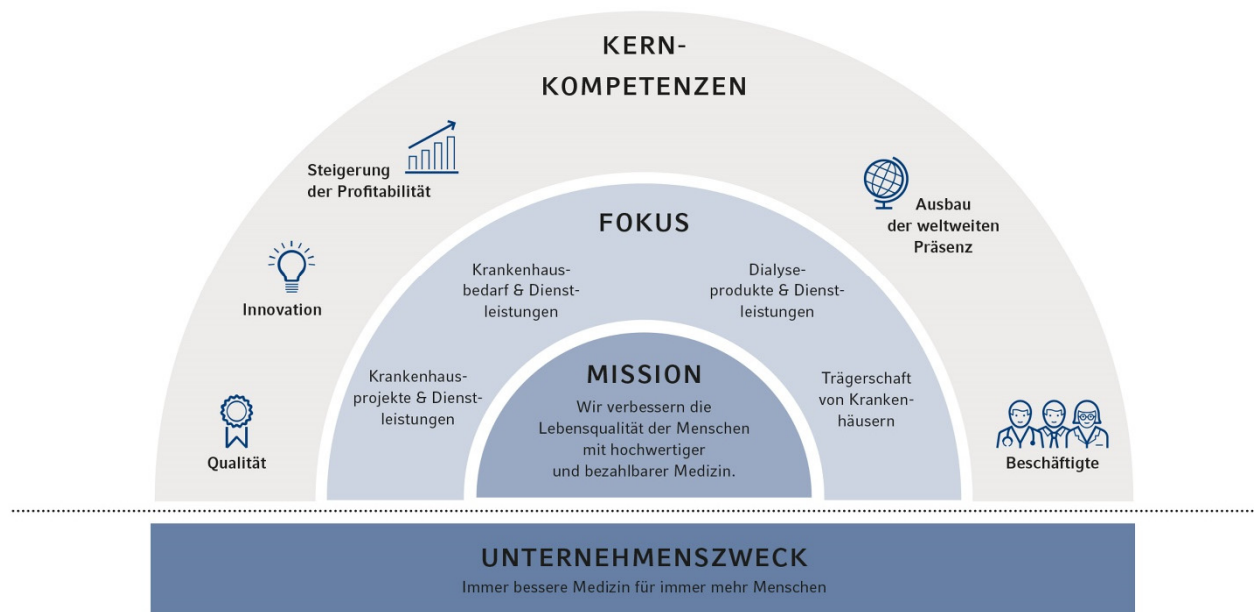 KERN-
KOMPETENZEN
Steigerung
der Profitabilität
Ausbau
der weltweiten
Präsenz
Innovation
Qualität
Beschäftigte
FOKUS
Krankenhaus-
bedarf & Dienst-
leistungen
Dialyse-
produkte & Dienst-
leistungen
Krankenhaus-
projekte & Dienst-
leistungen
Trägerschaft
von Kranken-
häusern
MISSION
Wir verbessern die
Lebensqualität der Menschen
mit hochwertiger
und bezahlbarer Medizin.
UNTERNEHMENSZWECK
Immer bessere Medizin für immer mehr Menschen